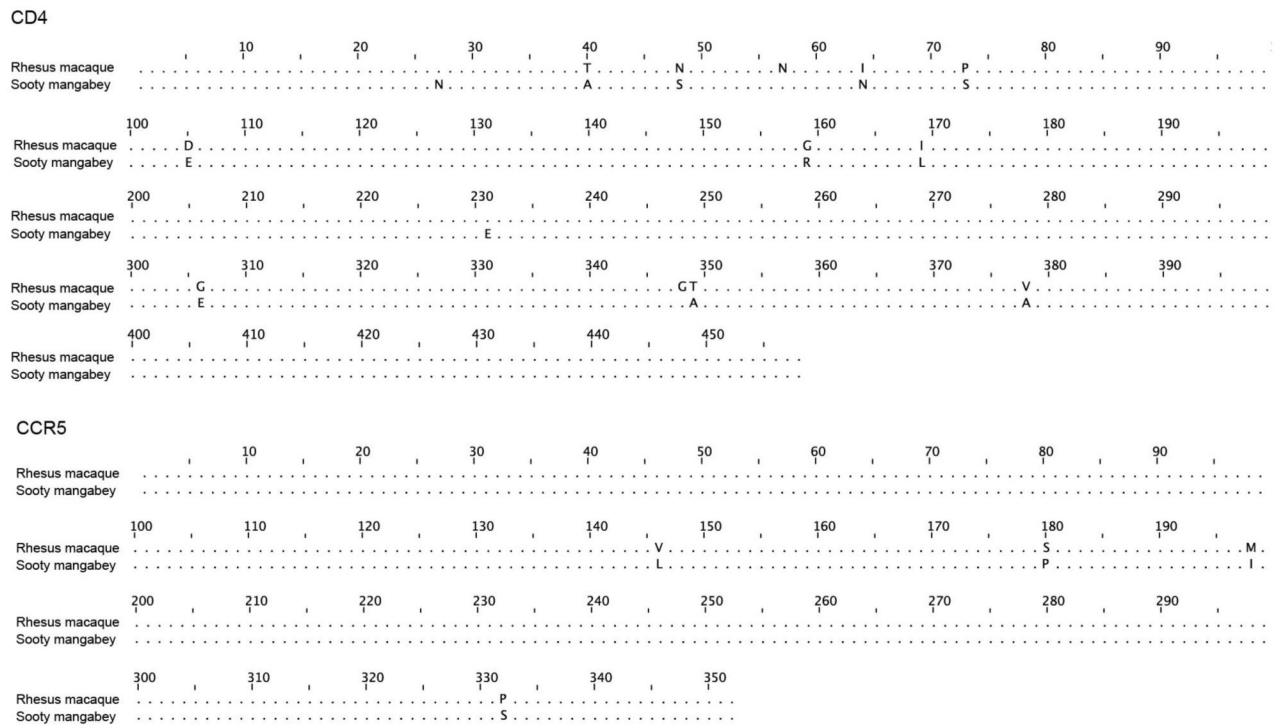 CD4
10 20 30 40 50 60 70 80 90
Rhesus macaque T N N I P
Sooty mangabey N A S N S
100 110 120 130 140 150 160 170 180 190
Rhesus macaque D G I
Sooty mangabey E R L
200 210 220 230 240 250 260 270 280 290
Rhesus macaque
Sooty mangabey E
300 310 320 330 340 350 360 370 380 390
Rhesus macaque G GT V
Sooty mangabey E A A
400 410 420 430 440 450
Rhesus macaque
Sooty mangabey
CCR5
10 20 30 40 50 60 70 80 90
Rhesus macaque
Sooty mangabey
100 110 120 130 140 150 160 170 180 190
Rhesus macaque V S M
Sooty mangabey L P I
200 210 220 230 240 250 260 270 280 290
Rhesus macaque
Sooty mangabey
300 310 320 330 340 350
Rhesus macaque P
Sooty mangabey S